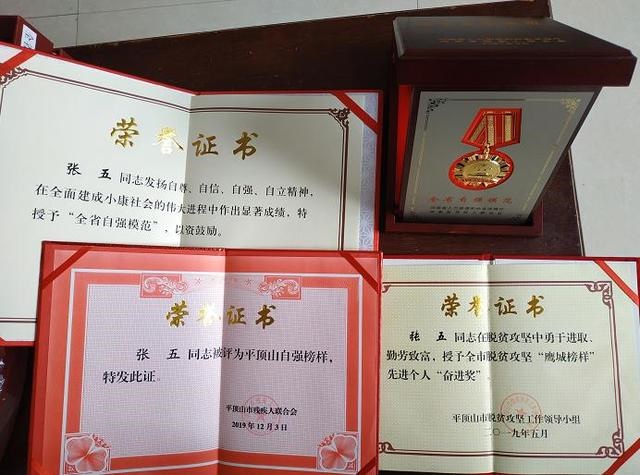 荣誉证书
张 五 同志发扬自尊、自信、自强、自立精神，
在全面建成小康社会的伟大进程中作出显著成绩，特
授予“全省自强模范”，以资鼓励。
全省自强模范
荣誉证书
张 五 同志被评为平顶山自强榜样，
特发此证。
平顶山市残疾人联合会
2019年12月3日
荣誉证书
张 五 同志在脱贫攻坚中勇于进取、
勤劳致富，授予全市脱贫攻坚“鹰城榜样”
先进个人“奋进奖”。
平顶山市脱贫攻坚工作领导小组
二〇一九年五月